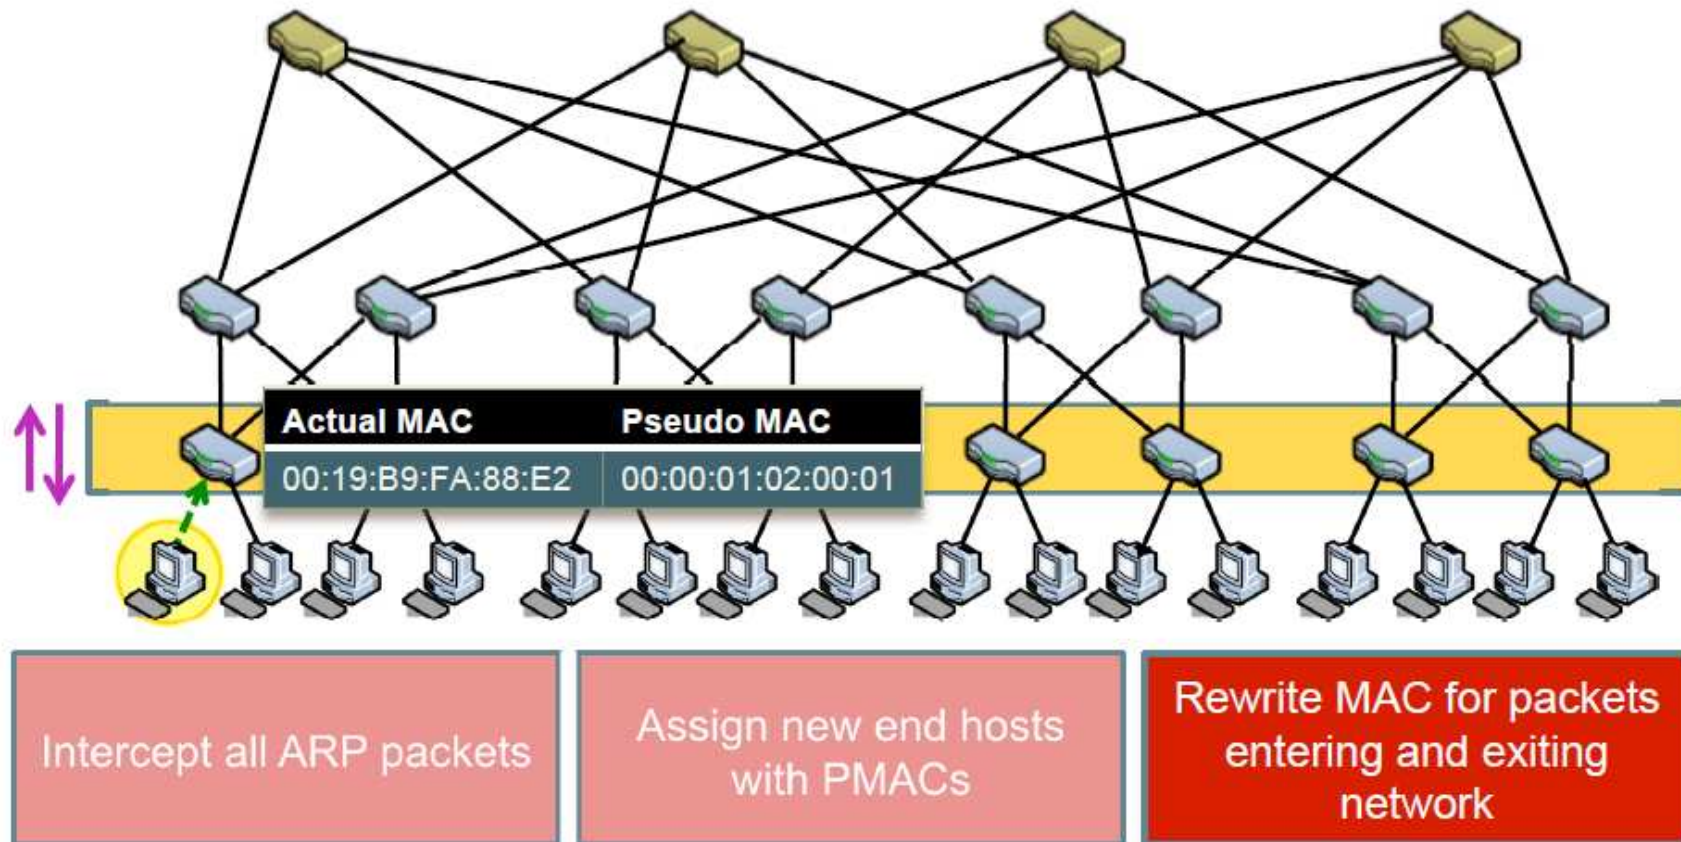 Actual MAC Pseudo MAC
00:19:B9:FA:88:E2 00:00:01:02:00:01
Intercept all ARP packets
Assign new end hosts
with PMACs
Rewrite MAC for packets
entering and exiting
network